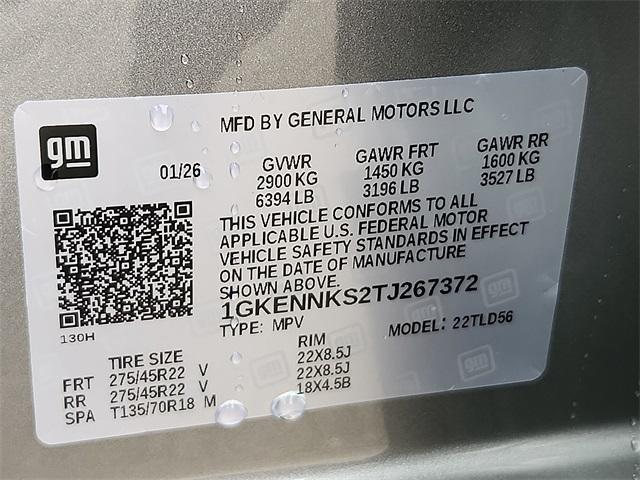 MFD BY GENERAL MOTORS LLC
gm
01/26
GVWR GAWR FRT GAWR RR
2900 KG 1450 KG 1600 KG
6394 LB 3196 LB 3527 LB
THIS VEHICLE CONFORMS TO ALL
APPLICABLE U.S. FEDERAL MOTOR
VEHICLE SAFETY STANDARDS IN EFFECT
ON THE DATE OF MANUFACTURE
SHOWN ABOVE.
1GKENNKS2TJ267372
TYPE: MPV MODEL: 22TLD56
130H
TIRE SIZE RIM
FRT 275/45R22 V 22X8.5J
RR 275/45R22 V 22X8.5J
SPA T135/70R18 M 18X4.5B